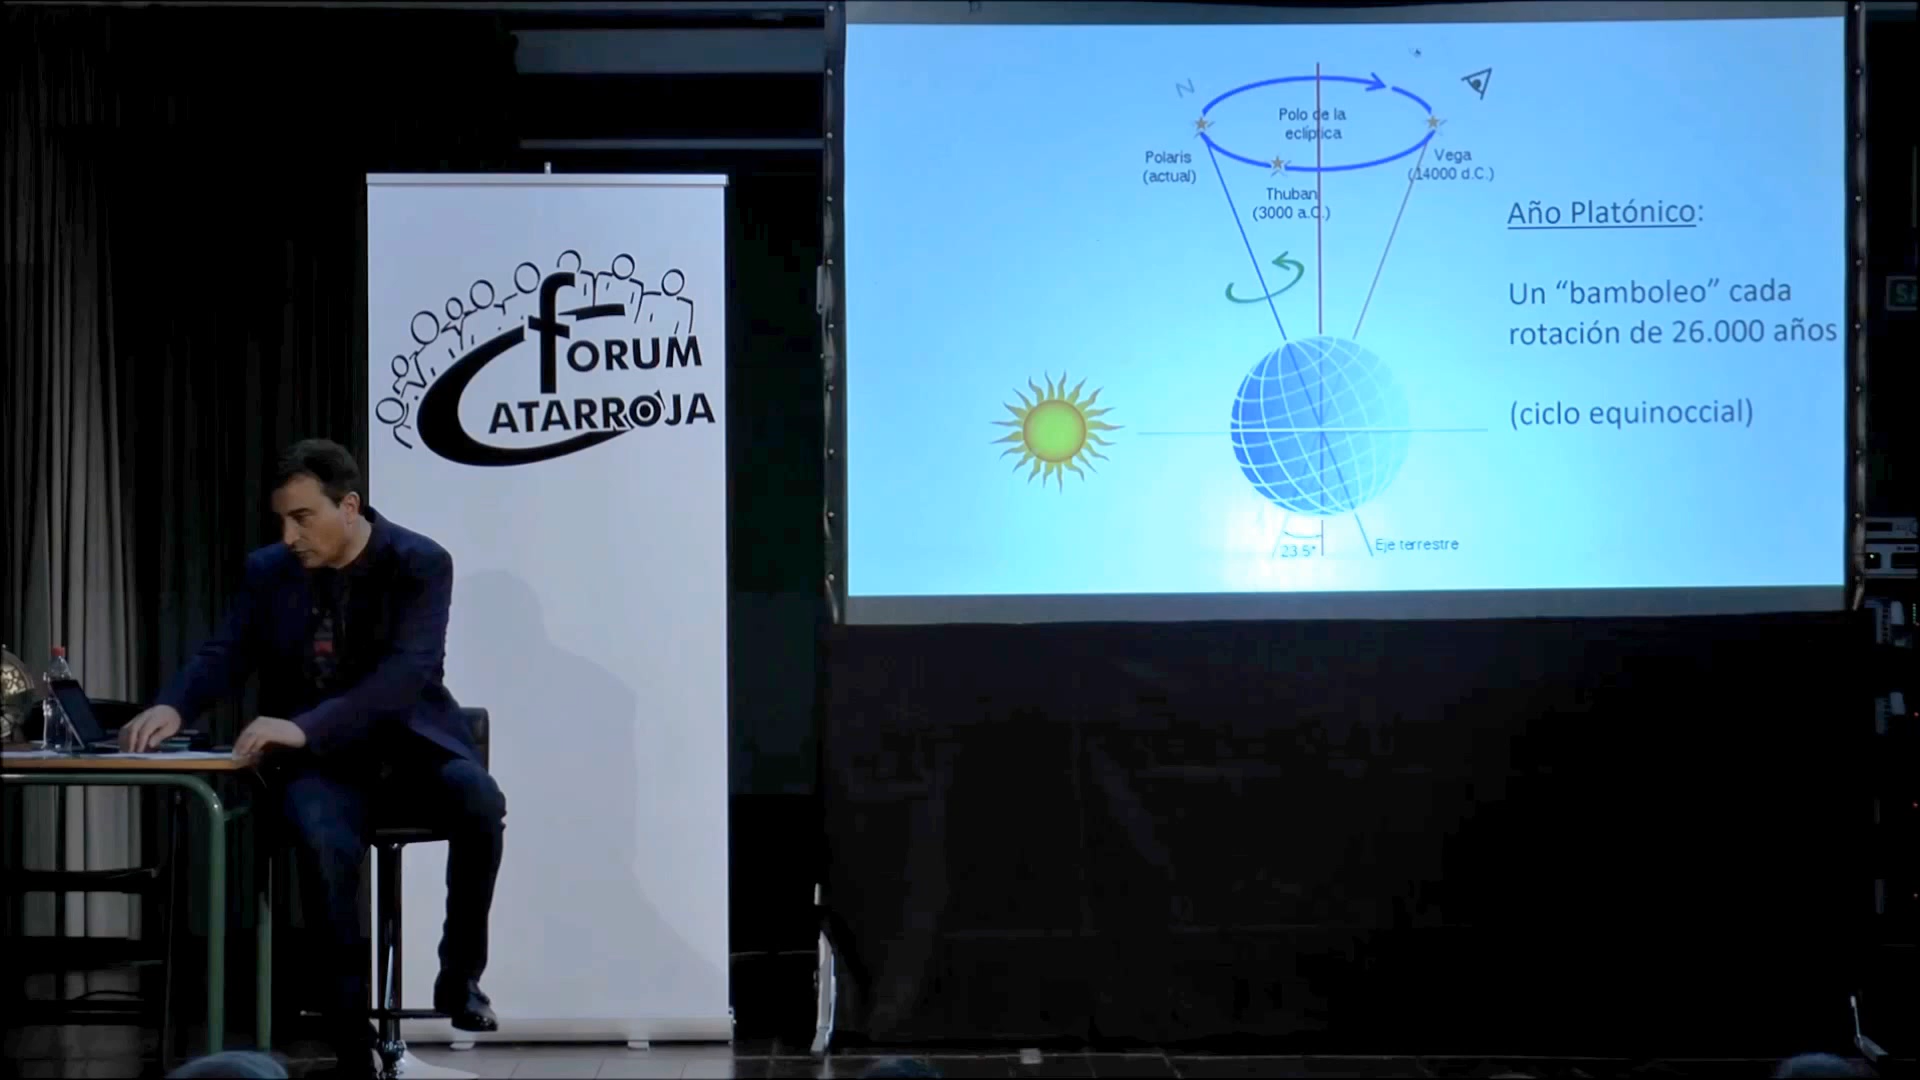 fORUM
CATARROJA
N
Polo de la
eclíptica
Polaris
(actual)
Vega
(14000 d.C.)
Thuban
(3000 a.C.)
Año Platónico:
Un “bamboleo” cada
rotación de 26.000 años
(ciclo equinoccial)
23.5°
Eje terrestre